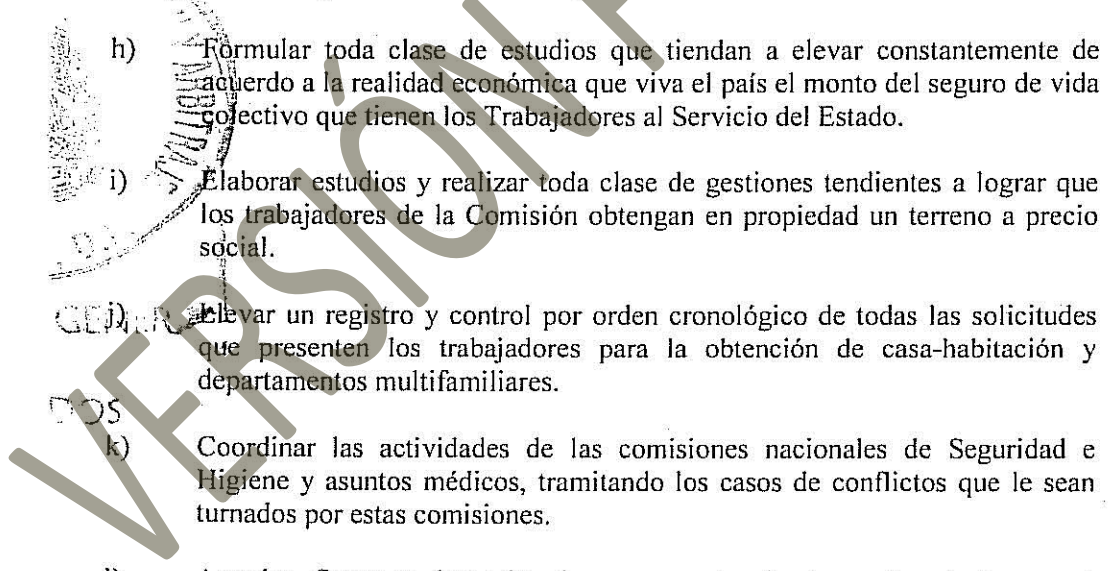 h) Formular toda clase de estudios que tiendan a elevar constantemente de
acuerdo a la realidad económica que viva el país el monto del seguro de vida
colectivo que tienen los Trabajadores al Servicio del Estado.
i) Elaborar estudios y realizar toda clase de gestiones tendientes a lograr que
los trabajadores de la Comisión obtengan en propiedad un terreno a precio
social.
j) Llevar un registro y control por orden cronológico de todas las solicitudes
que presenten los trabajadores para la obtención de casa-habitación y
departamentos multifamiliares.
k) Coordinar las actividades de las comisiones nacionales de Seguridad e
Higiene y asuntos médicos, tramitando los casos de conflictos que le sean
turnados por estas comisiones.
ARBITRAJ
DOS
VERSIÓN